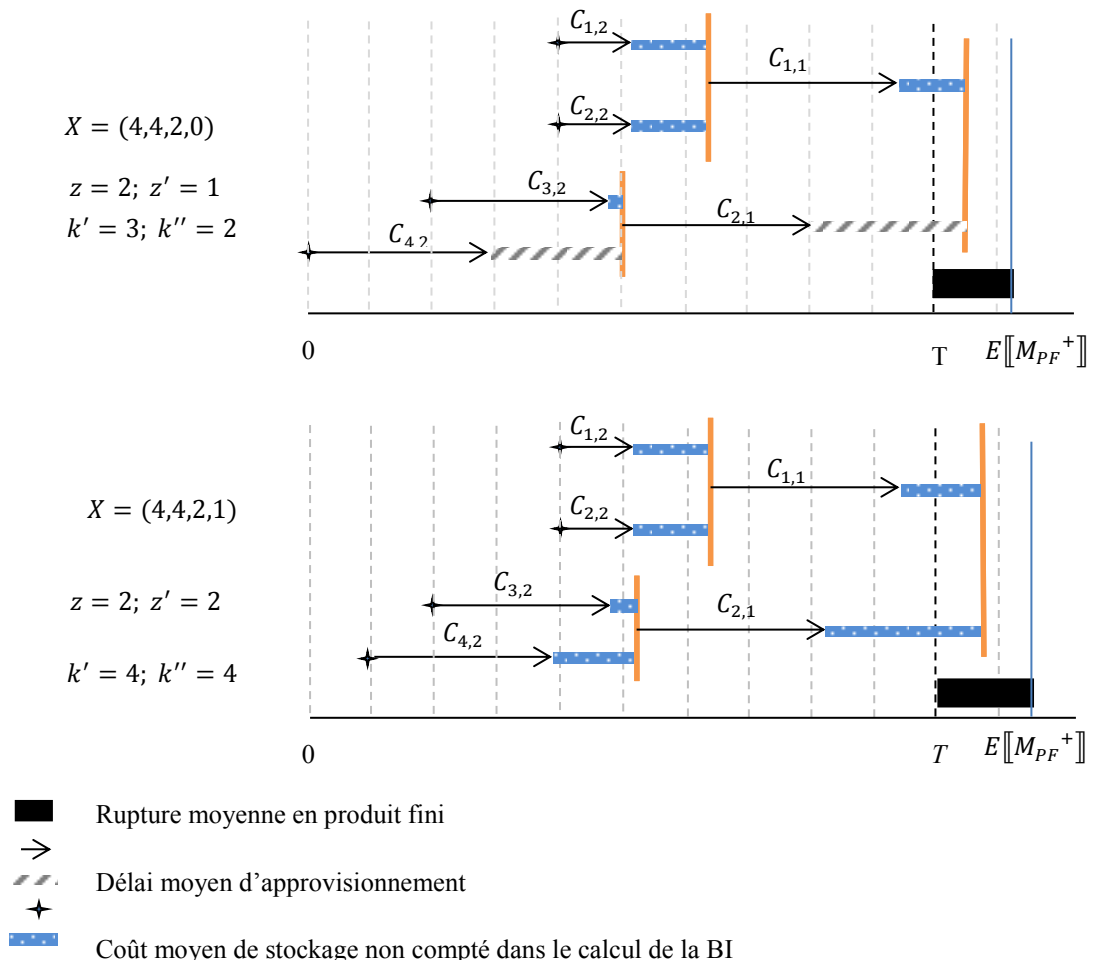 C1,2
C1,1
C2,2
X = (4,4,2,0)
z = 2; z′ = 1
C3,2
C2,1
k′ = 3; k′′ = 2
C4,2
0
T
E⟦MPF+⟧
C1,2
C1,1
X = (4,4,2,1)
C2,2
C3,2
C2,1
z = 2; z′ = 2
C4,2
k′ = 4; k′′ = 4
0
T
E⟦MPF+⟧
Rupture moyenne en produit fini
Délai moyen d’approvisionnement
Coût moyen de stockage non compté dans le calcul de la BI